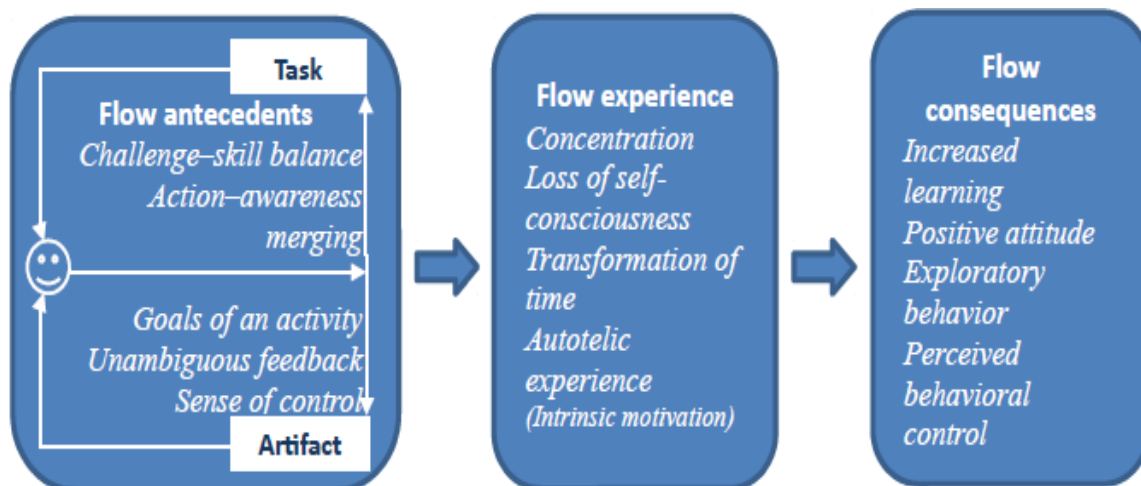 Task
Flow antecedents
Challenge–skill balance
Action–awareness
merging
Goals of an activity
Unambiguous feedback
Sense of control
Artifact
Flow experience
Concentration
Loss of self-
consciousness
Transformation of
time
Autotelic
experience
(Intrinsic motivation)
Flow
consequences
Increased
learning
Positive attitude
Exploratory
behavior
Perceived
behavioral
control